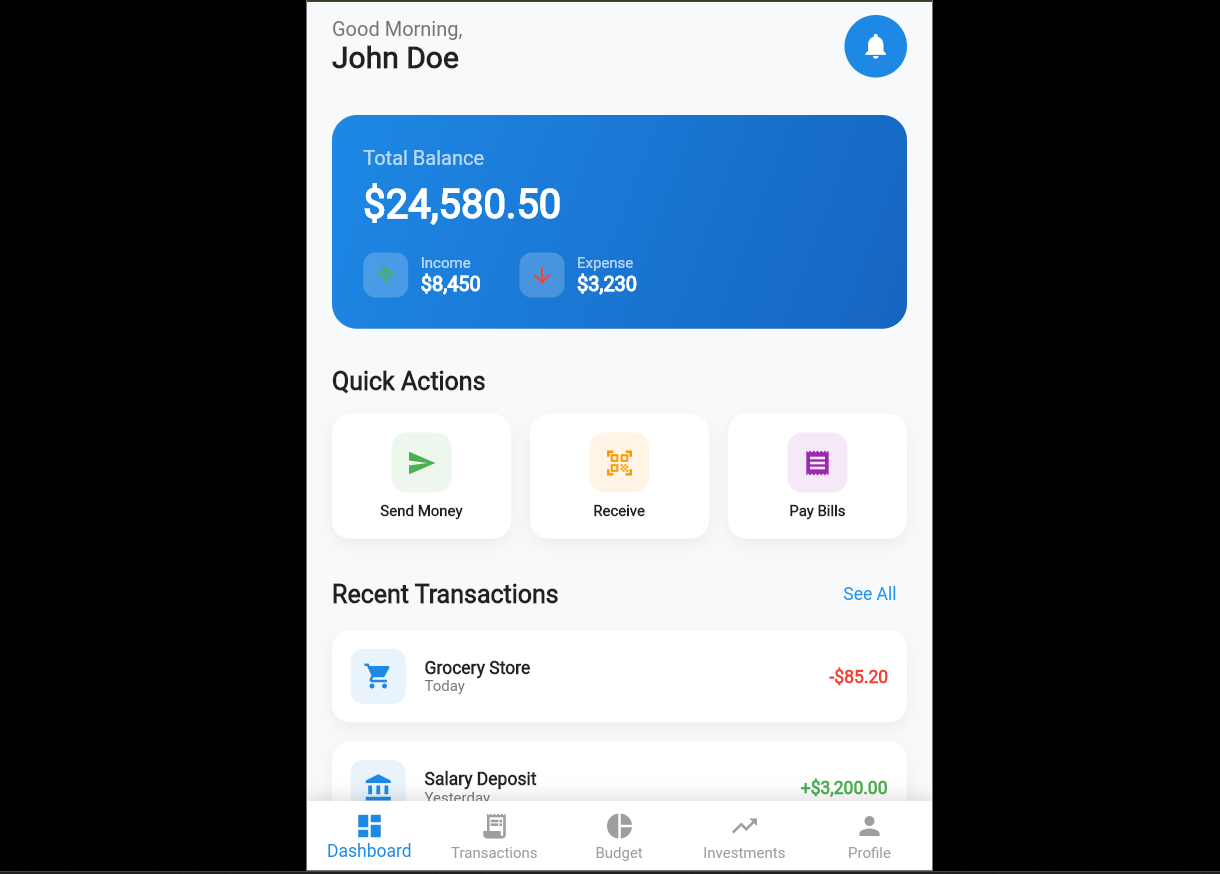 Good Morning,
John Doe
Total Balance
$24,580.50
Income
$8,450
Expense
$3,230
Quick Actions
Send Money
Receive
Pay Bills
Recent Transactions
See All
Grocery Store
Today
-$85.20
Salary Deposit
Yesterday
+$3,200.00
Dashboard
Transactions
Budget
Investments
Profile